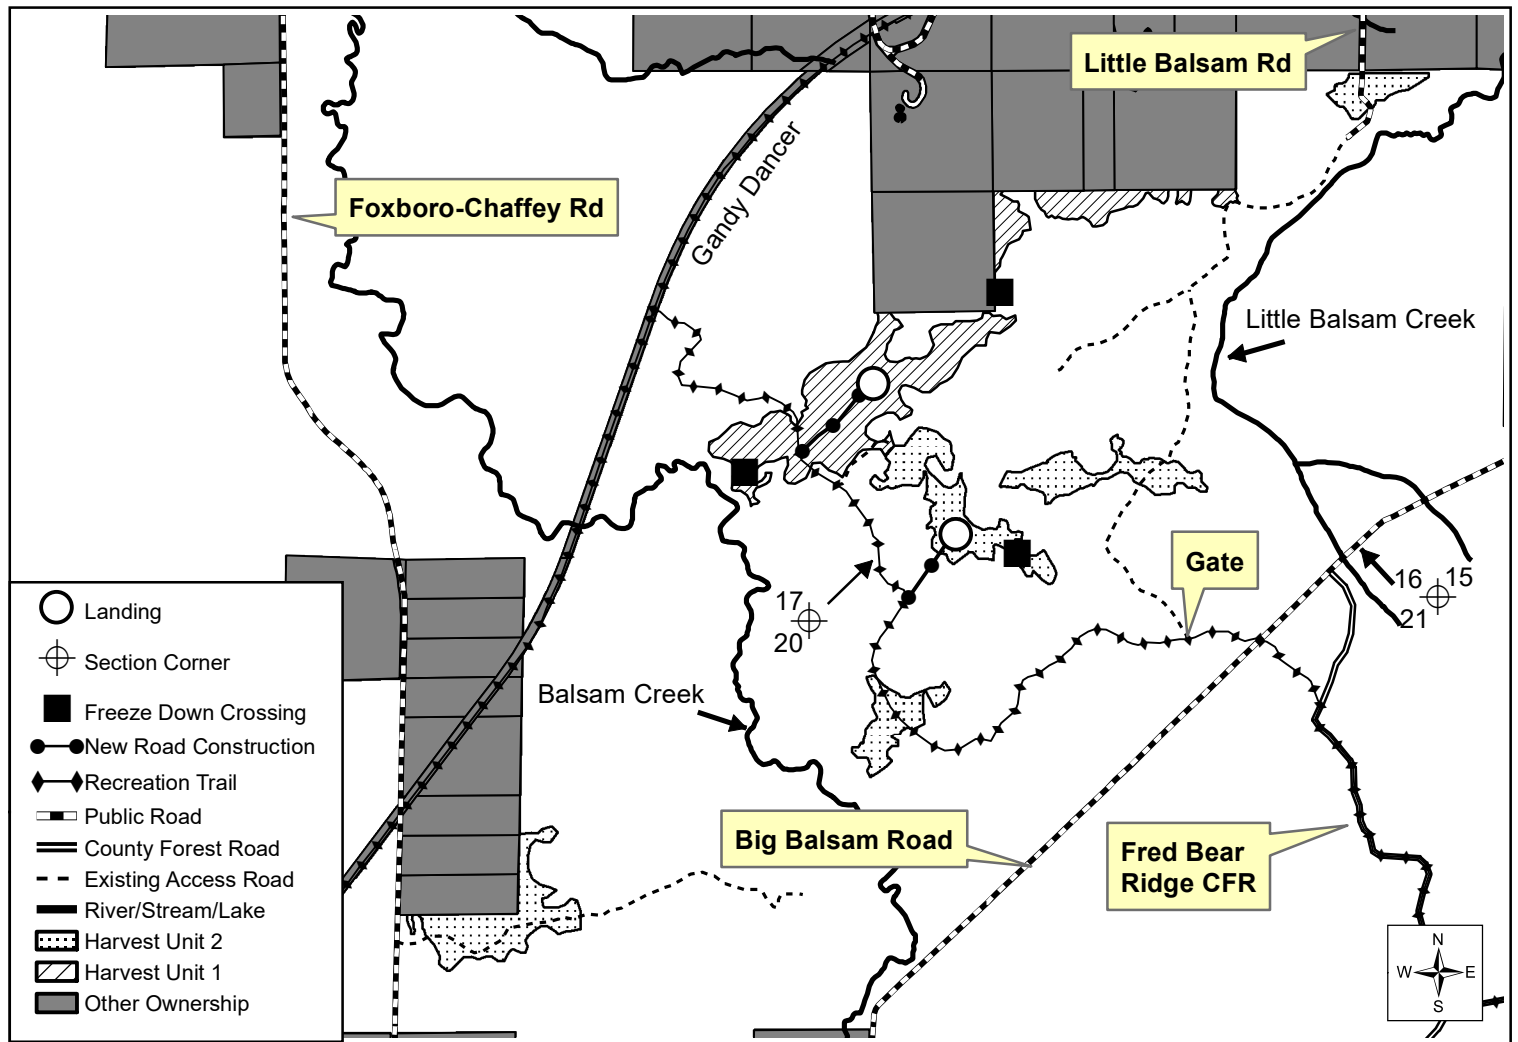 Little Balsam Rd
Foxboro-Chaffey Rd
Gandy Dancer
Little Balsam Creek
Gate
16 15
21
17
20
Balsam Creek
Big Balsam Road
Fred Bear
Ridge CFR
Landing
Section Corner
Freeze Down Crossing
New Road Construction
Recreation Trail
Public Road
County Forest Road
Existing Access Road
River/Stream/Lake
Harvest Unit 2
Harvest Unit 1
Other Ownership
N
W E
S